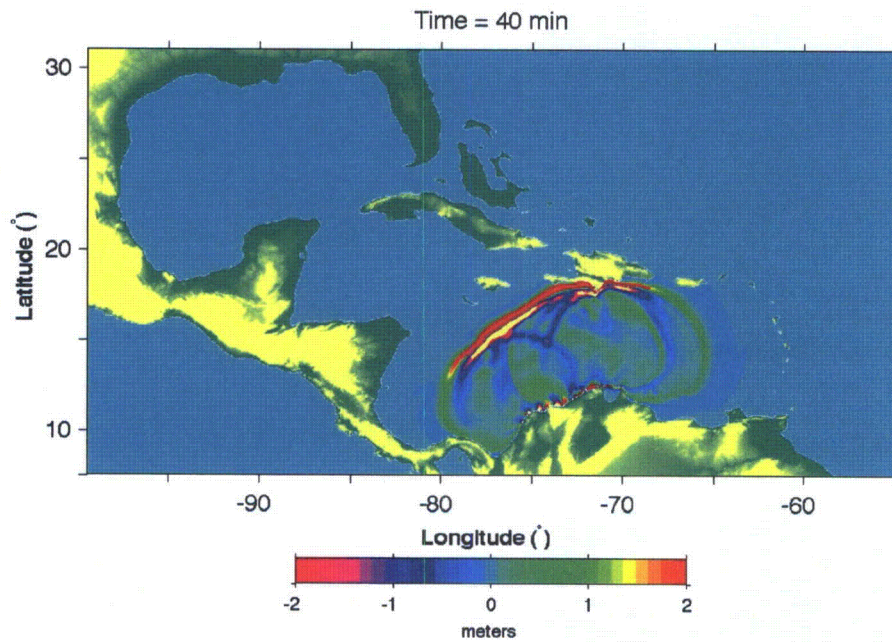 Time = 40 min
30
20
10
Latitude (°)
-90 -80 -70 -60
Longitude (°)
-2 -1 0 1 2
meters